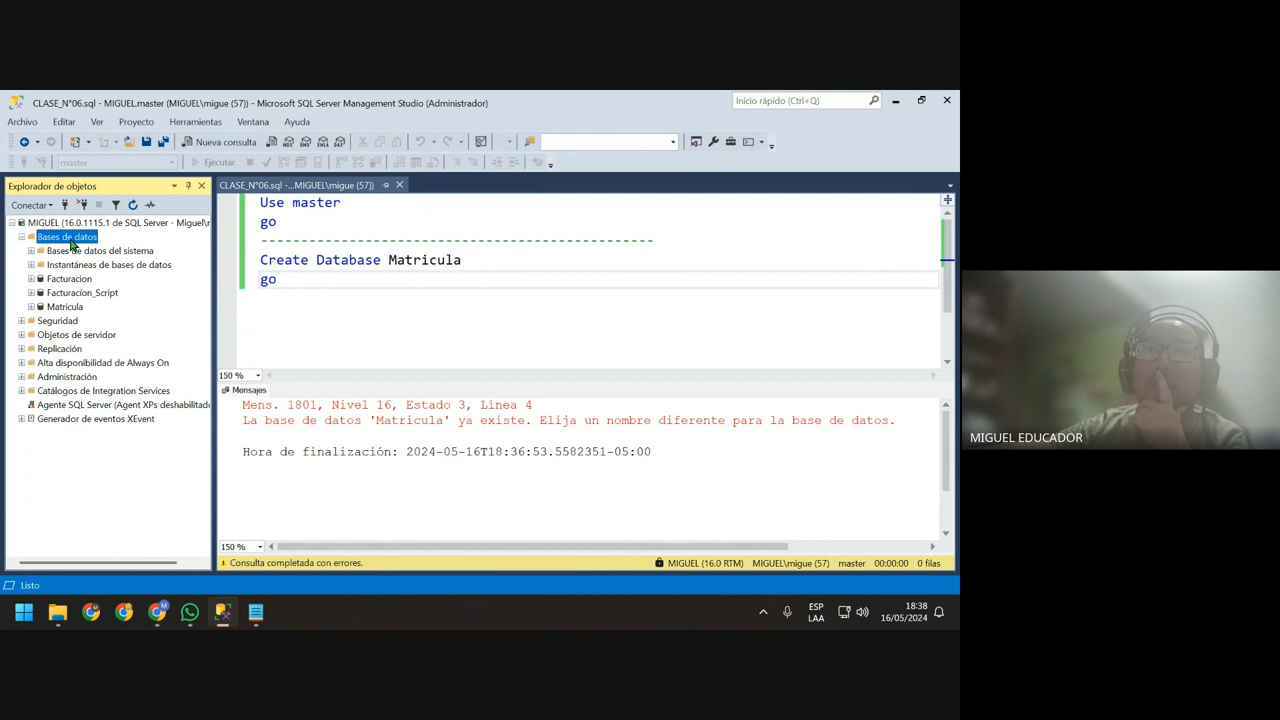 CLASE_N°06.sql - MIGUEL.master (MIGUEL\migue (57)) - Microsoft SQL Server Management Studio (Administrador)
Inicio rápido (Ctrl+Q)
Archivo Editar Ver Proyecto Herramientas Ventana Ayuda
Nueva consulta
master
Ejecutar
Explorador de objetos
CLASE_N°06.sql -...MIGUEL\migue (57))
Conectar
MIGUEL (16.0.1115.1 de SQL Server - Miguel\r
Bases de datos
Bases de datos del sistema
Instantáneas de bases de datos
Facturacion
Facturacíon_Script
Matricula
Seguridad
Objetos de servidor
Replicación
Alta disponibilidad de Always On
Administración
Catálogos de Integration Services
Agente SQL Server (Agent XPs deshabilitado
Generador de eventos XEvent
Use master
go
--------------------------------------------------
Create Database Matricula
go
150 %
Mensajes
Mens. 1801, Nivel 16, Estado 3, Línea 4
La base de datos 'Matricula' ya existe. Elija un nombre diferente para la base de datos.
Hora de finalización: 2024-05-16T18:36:53.5582351-05:00
150 %
Consulta completada con errores.
MIGUEL (16.0 RTM) MIGUEL\migue (57) master 00:00:00 0 filas
Listo
ESP
LAA
18:38
16/05/2024
MIGUEL EDUCADOR